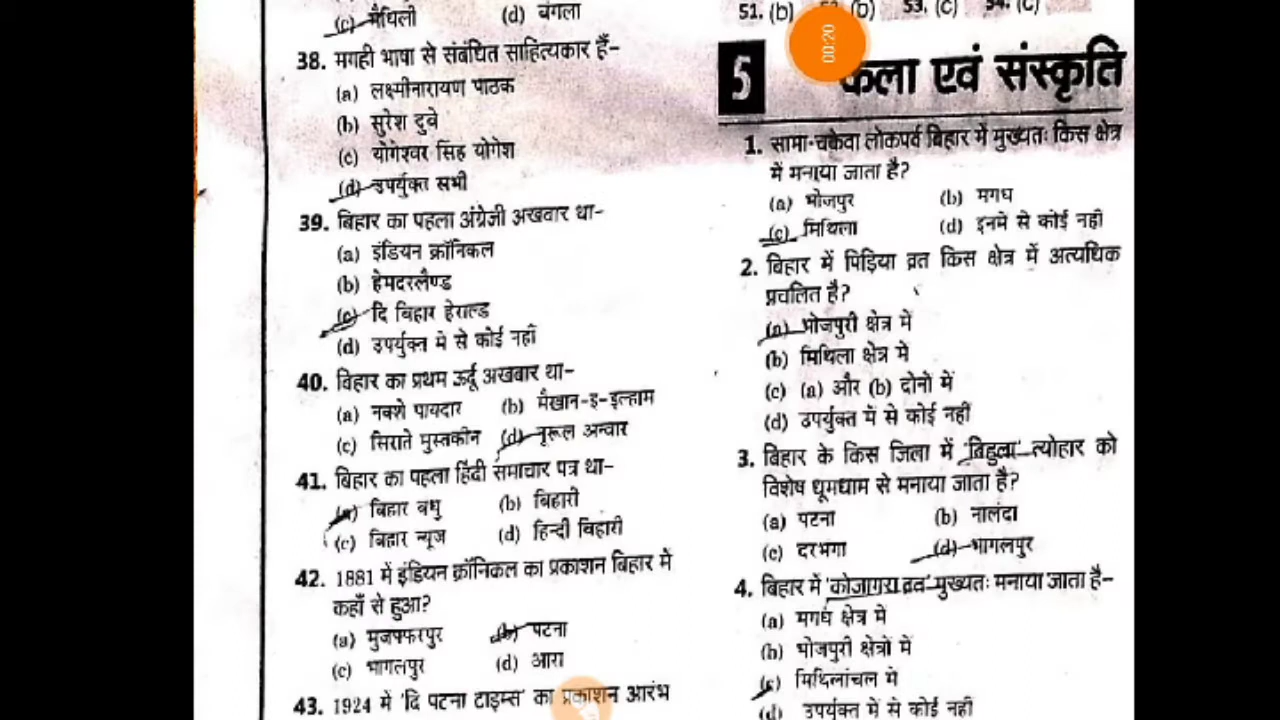 (c) मैथिली (d) बंगला
38. मगही भाषा से संबंधित साहित्यकार हैं-
(a) लक्ष्मीनारायण पाठक
(b) सुरेश दुवे
(c) योगेश्वर सिंह योगेश
(d) उपर्युक्त सभी
39. बिहार का पहला अंग्रेजी अखबार था-
(a) इंडियन क्रॉनिकल
(b) हेमदरलैण्ड
(c) दि बिहार हेराल्ड
(d) उपर्युक्त में से कोई नहीं
40. बिहार का प्रथम ऊर्दू अखबार था-
(a) नक्शे पायदार (b) मैखान-इ-इल्हाम
(c) सिराते मुस्तकीन (d) नूरूल अन्वार
41. बिहार का पहला हिंदी समाचार पत्र था-
(a) बिहार बंधु (b) बिहारी
(c) बिहार न्यूज (d) हिन्दी बिहारी
42. 1881 में इंडियन क्रॉनिकल का प्रकाशन बिहार में
कहाँ से हुआ?
(a) मुजफ्फरपुर (b) पटना
(c) भागलपुर (d) आरा
43. 1924 में 'दि पटना टाइम्स' का प्रकाशन आरंभ
51. (b) (b) 53. (c) 54. (c)
00:20
5 कला एवं संस्कृति
1. सामा-चकेवा लोकपर्व बिहार में मुख्यतः किस क्षेत्र
में मनाया जाता है?
(a) भोजपुर (b) मगध
(c) मिथिला (d) इनमें से कोई नहीं
2. बिहार में पिड़िया व्रत किस क्षेत्र में अत्यधिक
प्रचलित है?
(a) भोजपुरी क्षेत्र में
(b) मिथिला क्षेत्र में
(c) (a) और (b) दोनों में
(d) उपर्युक्त में से कोई नहीं
3. बिहार के किस जिला में 'बिहुला' त्योहार को
विशेष धूमधाम से मनाया जाता है?
(a) पटना (b) नालंदा
(c) दरभंगा (d) भागलपुर
4. बिहार में 'कोजागरा व्रत' मुख्यतः मनाया जाता है-
(a) मगध क्षेत्र में
(b) भोजपुरी क्षेत्रों में
(c) मिथिलांचल में
(d) उपर्युक्त में से कोई नहीं